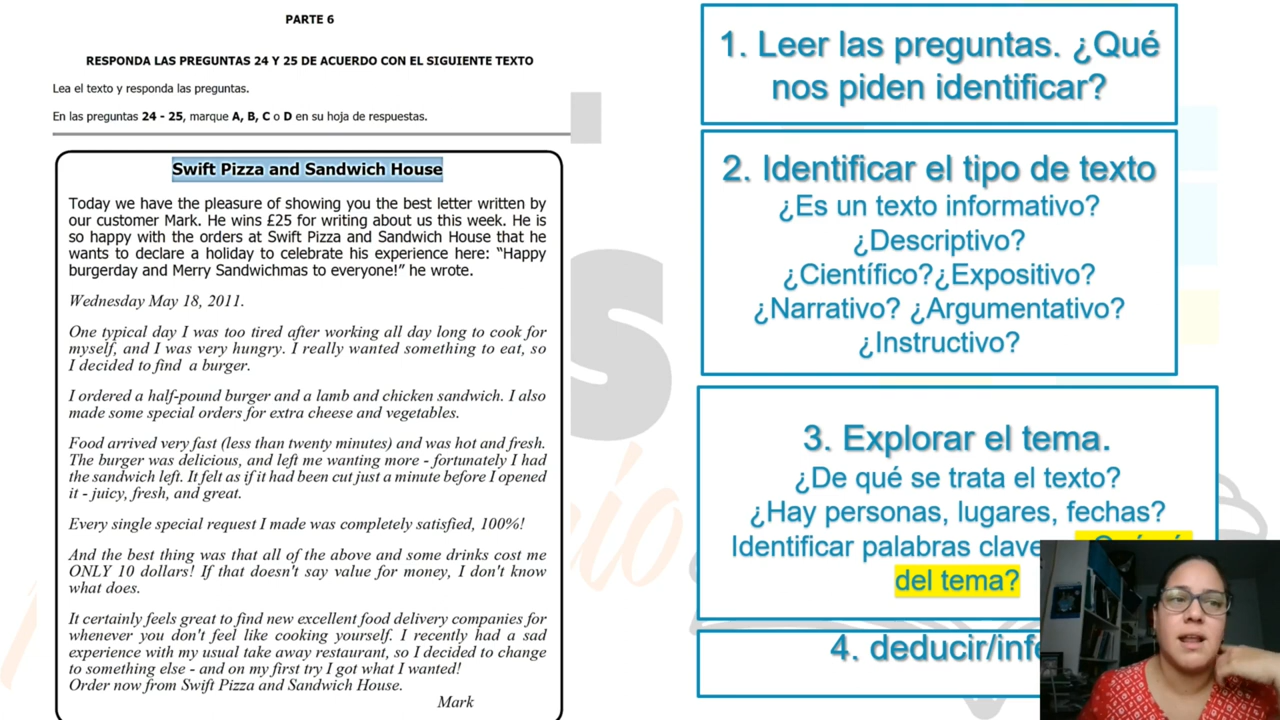 PARTE 6
RESPONDA LAS PREGUNTAS 24 Y 25 DE ACUERDO CON EL SIGUIENTE TEXTO
Lea el texto y responda las preguntas.
En las preguntas 24 - 25, marque A, B, C o D en su hoja de respuestas.
Swift Pizza and Sandwich House
Today we have the pleasure of showing you the best letter written by
our customer Mark. He wins £25 for writing about us this week. He is
so happy with the orders at Swift Pizza and Sandwich House that he
wants to declare a holiday to celebrate his experience here: “Happy
burgerday and Merry Sandwichmas to everyone!” he wrote.
Wednesday May 18, 2011.
One typical day I was too tired after working all day long to cook for
myself, and I was very hungry. I really wanted something to eat, so
I decided to find a burger.
I ordered a half-pound burger and a lamb and chicken sandwich. I also
made some special orders for extra cheese and vegetables.
Food arrived very fast (less than twenty minutes) and was hot and fresh.
The burger was delicious, and left me wanting more - fortunately I had
the sandwich left. It felt as if it had been cut just a minute before I opened
it - juicy, fresh, and great.
Every single special request I made was completely satisfied, 100%!
And the best thing was that all of the above and some drinks cost me
ONLY 10 dollars! If that doesn't say value for money, I don't know
what does.
It certainly feels great to find new excellent food delivery companies for
whenever you don't feel like cooking yourself. I recently had a sad
experience with my usual take away restaurant, so I decided to change
to something else - and on my first try I got what I wanted!
Order now from Swift Pizza and Sandwich House.
Mark
1. Leer las preguntas. ¿Qué
nos piden identificar?
2. Identificar el tipo de texto
¿Es un texto informativo?
¿Descriptivo?
¿Científico?¿Expositivo?
¿Narrativo? ¿Argumentativo?
¿Instructivo?
3. Explorar el tema.
¿De qué se trata el texto?
¿Hay personas, lugares, fechas?
Identificar palabras clave
del tema?
4. deducir/infe